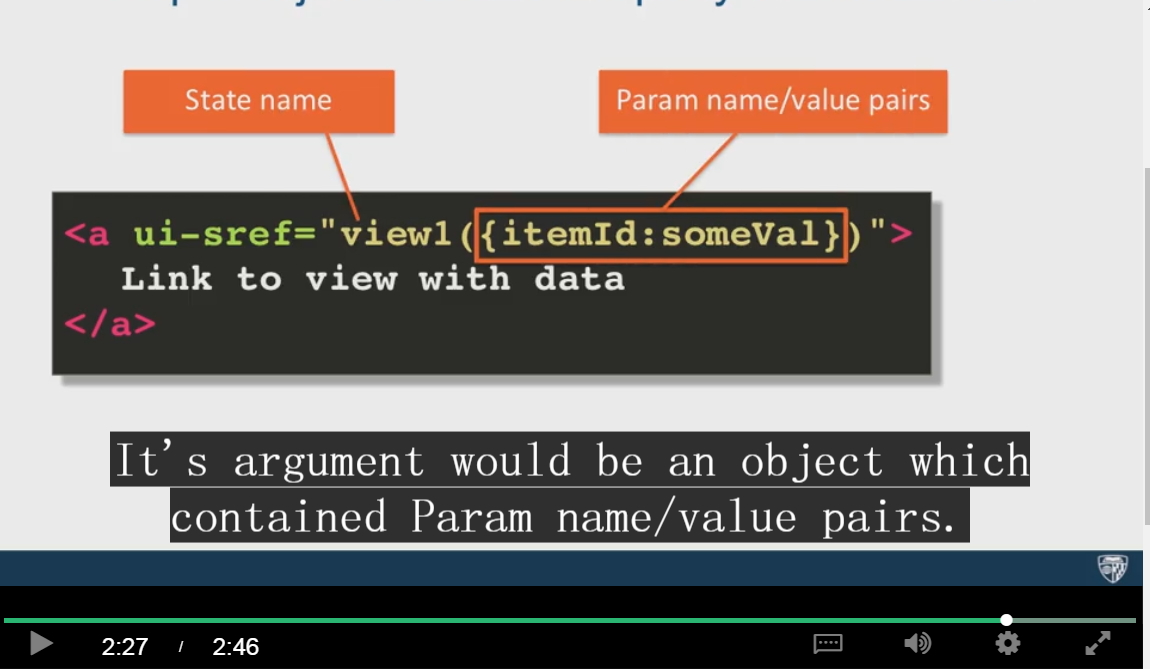 State name
Param name/value pairs
<a ui-sref="view1({itemId:someVal})">
Link to view with data
</a>
It's argument would be an object which
contained Param name/value pairs.
2:27 / 2:46